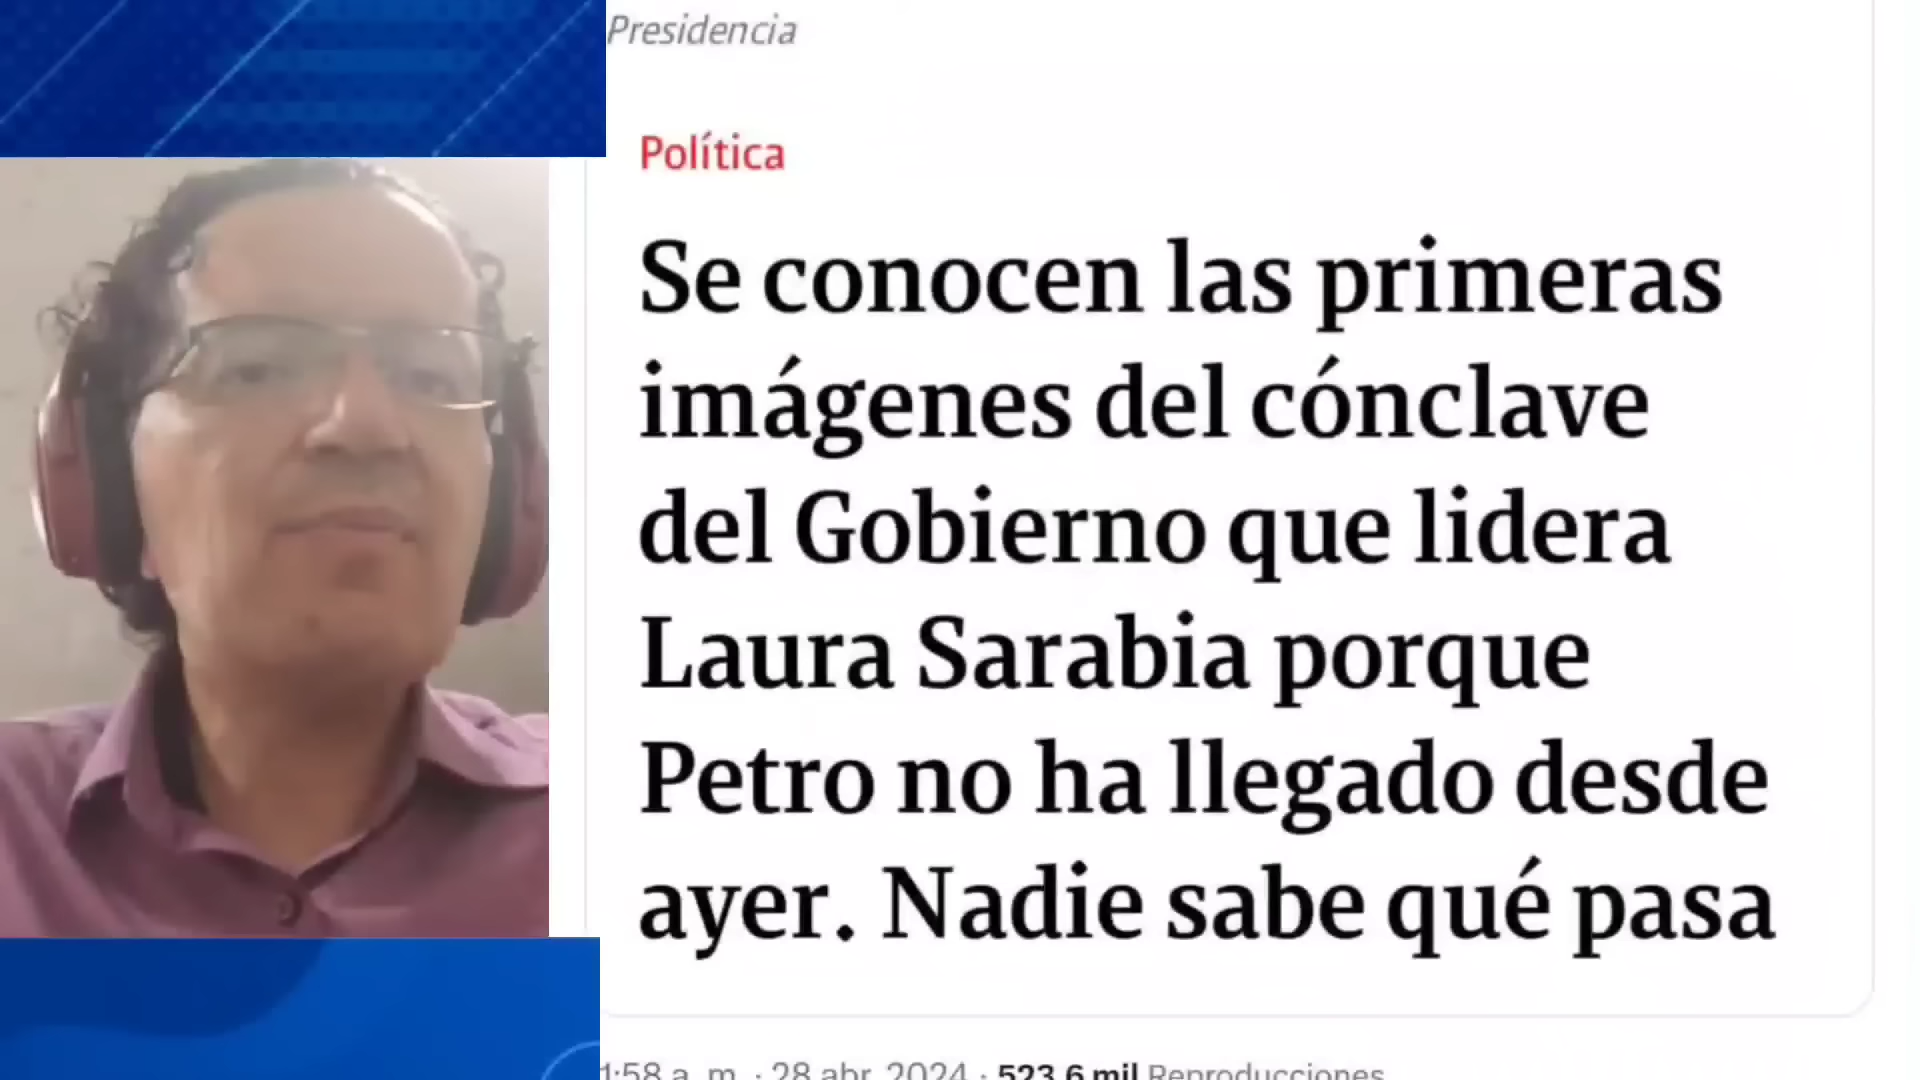 Presidencia
Política
Se conocen las primeras
imágenes del cónclave
del Gobierno que lidera
Laura Sarabia porque
Petro no ha llegado desde
ayer. Nadie sabe qué pasa
1:58 a. m. · 28 abr. 2024 · 523,6 mil Reproducciones